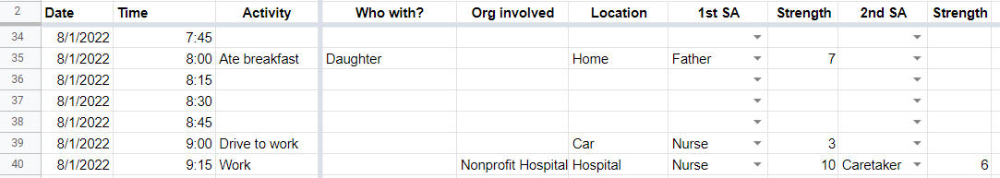 2 Date Time Activity Who with? Org involved Location 1st SA Strength 2nd SA Strength
34 8/1/2022 7:45
35 8/1/2022 8:00 Ate breakfast Daughter Home Father 7
36 8/1/2022 8:15
37 8/1/2022 8:30
38 8/1/2022 8:45
39 8/1/2022 9:00 Drive to work Car Nurse 3
40 8/1/2022 9:15 Work Nonprofit Hospital Hospital Nurse 10 Caretaker 6